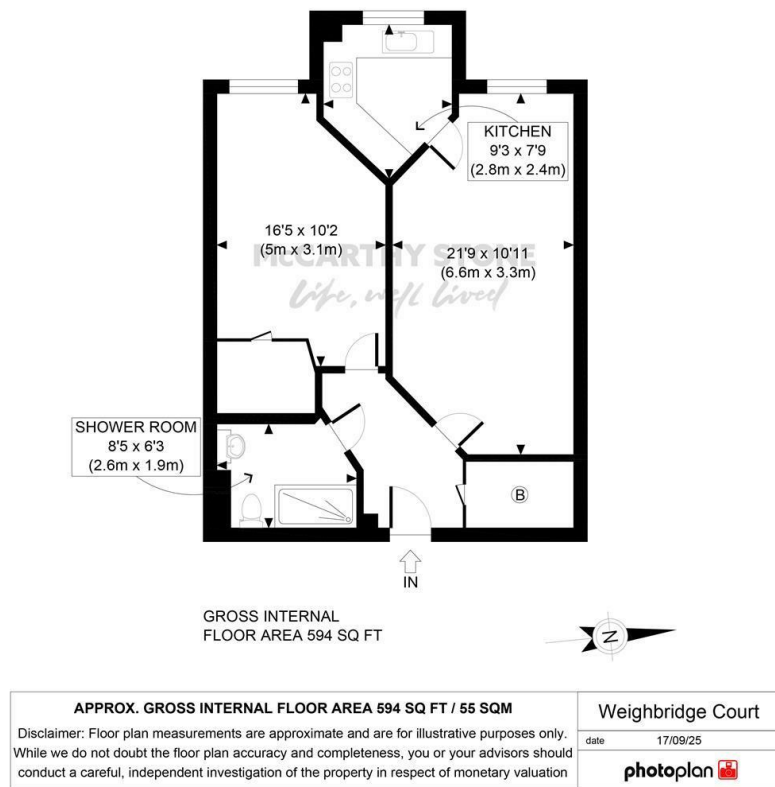 KITCHEN
9'3 x 7'9
(2.8m x 2.4m)
16'5 x 10'2
(5m x 3.1m)
21'9 x 10'11
(6.6m x 3.3m)
McCARTHY STONE
Life, well lived
SHOWER ROOM
8'5 x 6'3
(2.6m x 1.9m)
B
IN
GROSS INTERNAL
FLOOR AREA 594 SQ FT
N
APPROX. GROSS INTERNAL FLOOR AREA 594 SQ FT / 55 SQM
Disclaimer: Floor plan measurements are approximate and are for illustrative purposes only.
While we do not doubt the floor plan accuracy and completeness, you or your advisors should
conduct a careful, independent investigation of the property in respect of monetary valuation
Weighbridge Court
date 17/09/25
photoplan